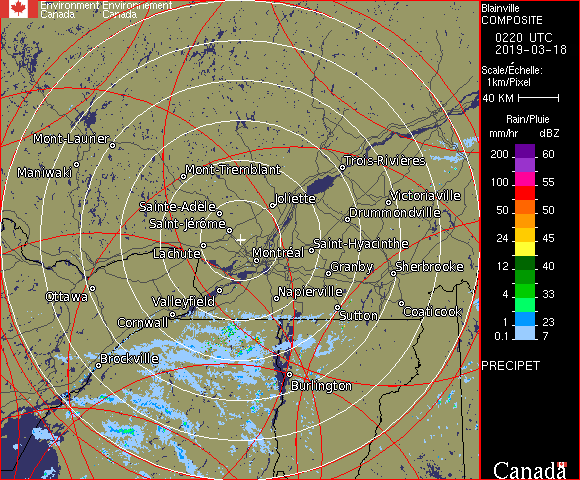 Environment Environnement
Canada Canada
Blainville
COMPOSITE
0220 UTC
2019-03-18
Scale/Échelle:
1km/Pixel
40 KM
Rain/Pluie
mm/hr dBZ
200 60
100 55
50 50
24 45
12 40
4 33
1 23
0.1 7
PRECIPET
Canada
Mont-Laurier
Maniwaki
Mont-Tremblant
Trois-Rivières
Joliette
Victoriaville
Sainte-Adèle
Drummondville
Saint-Jérôme
Saint-Hyacinthe
Lachute
Montréal
Granby
Sherbrooke
Ottawa
Valleyfield
Napierville
Coaticook
Cornwall
Sutton
Brockville
Burlington